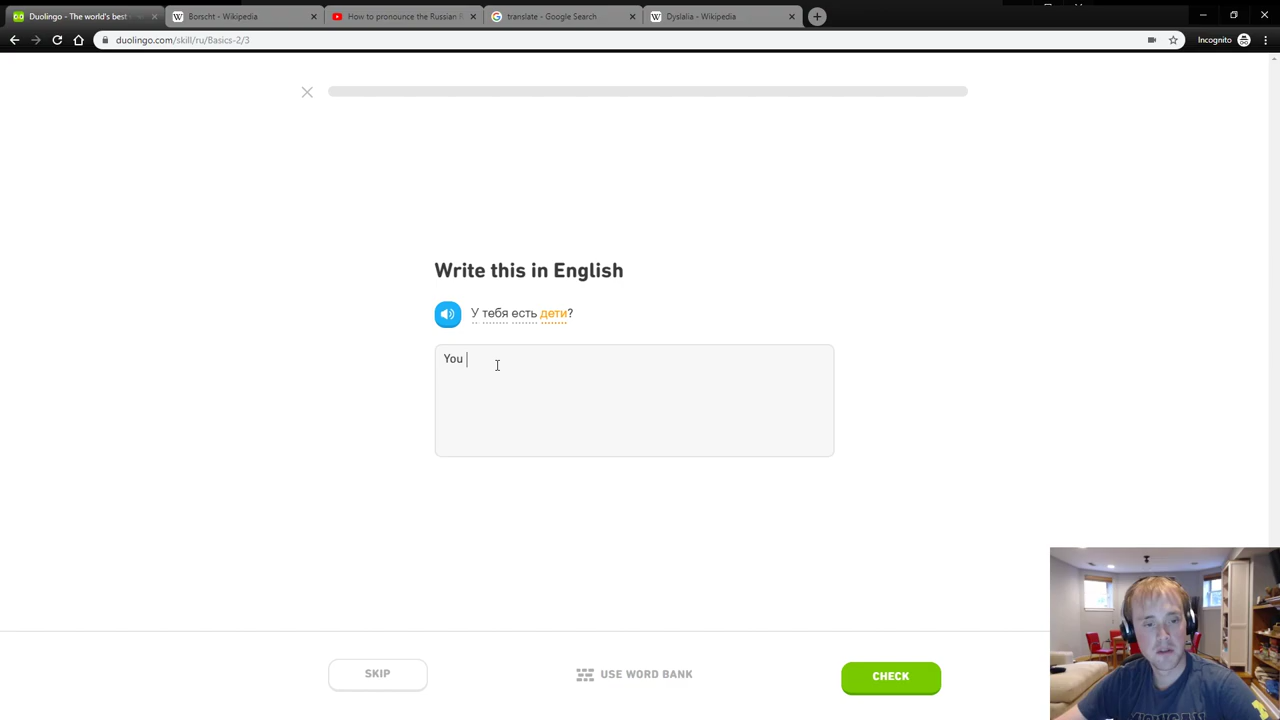 Duolingo - The world's best
Borscht - Wikipedia
How to pronounce the Russian
translate - Google Search
Dyslalia - Wikipedia
duolingo.com/skill/ru/Basics-2/3
Incognito
Write this in English
У тебя есть дети?
You
SKIP
USE WORD BANK
CHECK